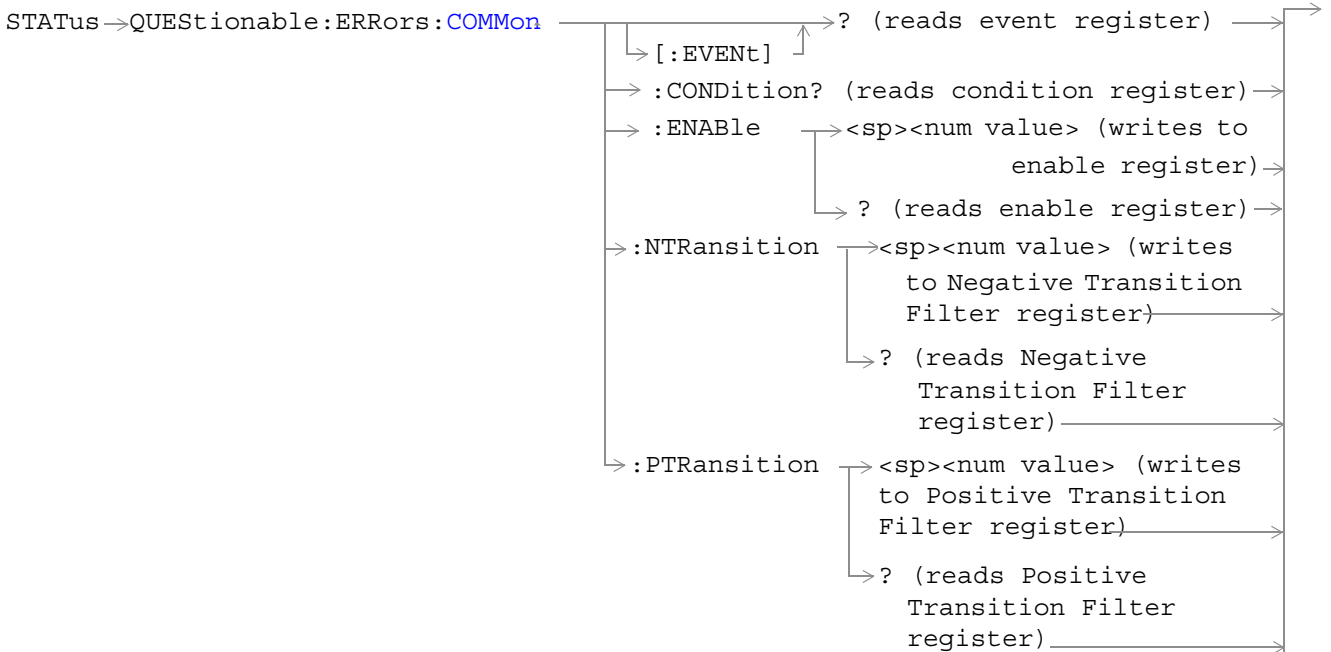 STATus QUEStionable:ERRors:COMMon ? (reads event register)
[:EVENt]
:CONDition? (reads condition register)
:ENABle <sp><num value> (writes to
enable register)
? (reads enable register)
:NTRansition <sp><num value> (writes
to Negative Transition
Filter register)
? (reads Negative
Transition Filter
register)
:PTRansition <sp><num value> (writes
to Positive Transition
Filter register)
? (reads Positive
Transition Filter
register)